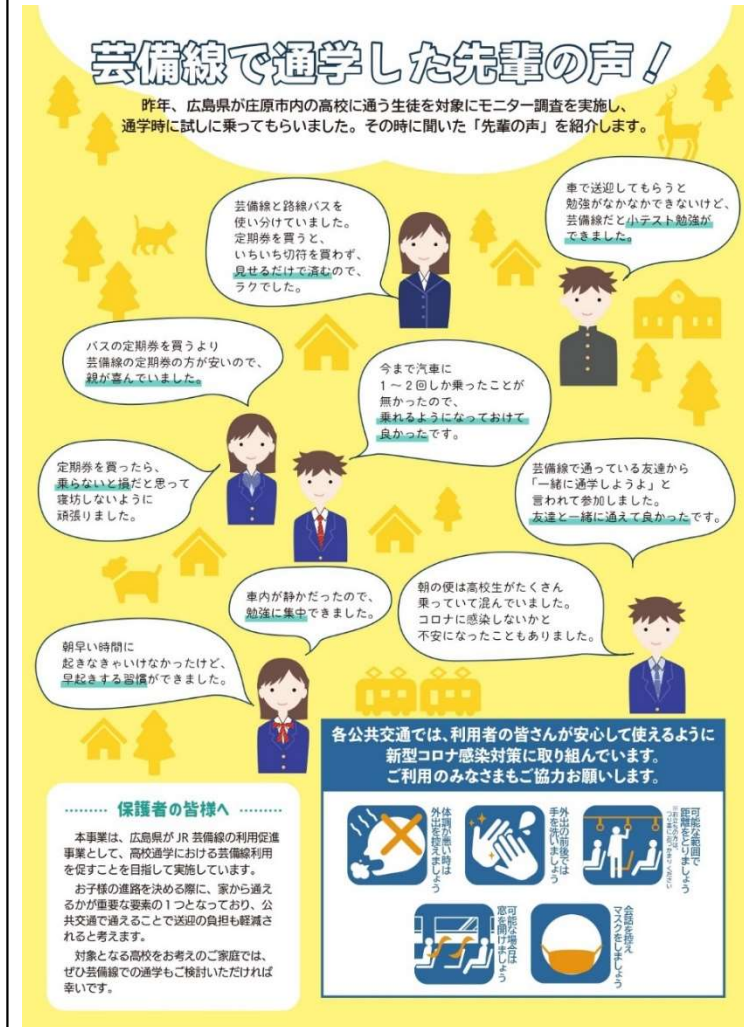 芸備線で通学した先輩の声！
昨年、広島県が庄原市内の高校に通う生徒を対象にモニター調査を実施し、
通学時に試しに乗ってもらいました。その時に聞いた「先輩の声」を紹介します。
芸備線と路線バスを
使い分けていました。
定期券を買うと、
いちいち切符を買わず、
見せるだけで済むので、
ラクでした。
車で送迎してもらうと
勉強がなかなかできないけど、
芸備線だと小テスト勉強が
できました。
バスの定期券を買うより
芸備線の定期券の方が安いので、
親が喜んでいました。
今まで汽車に
1～2回しか乗ったことが
無かったので、
乗れるようになっておけて
良かったです。
定期券を買ったら、
乗らないと損だと思って
寝坊しないように
頑張りました。
芸備線で通っている友達から
「一緒に通学しようよ」と
言われて参加しました。
友達と一緒に通えて良かったです。
車内が静かだったので、
勉強に集中できました。
朝の便は高校生がたくさん
乗っていて混んでいました。
コロナに感染しないかと
不安になったこともありました。
朝早い時間に
起きなきゃいけなかったけど、
早起きする習慣ができました。
保護者の皆様へ
本事業は、広島県が JR 芸備線の利用促進
事業として、高校通学における芸備線利用
を促すことを目指して実施しています。
お子様の進路を決める際に、家から通え
るかが重要な要素の1つとなっており、公
共交通で通えることで送迎の負担も軽減さ
れると考えます。
対象となる高校をお考えのご家庭では、
ぜひ芸備線での通学もご検討いただければ
幸いです。
各公共交通では、利用者の皆さんが安心して使えるように
新型コロナ感染対策に取り組んでいます。
ご利用のみなさまもご協力お願いします。
体調が悪い時は
外出を控えましょう
外出の前後では
手を洗いましょう
可能な範囲で
距離をとりましょう
※お立ちの方は、
つり革におつかまりください
可能な場合は
窓を開けましょう
会話を控え
マスクをしましょう